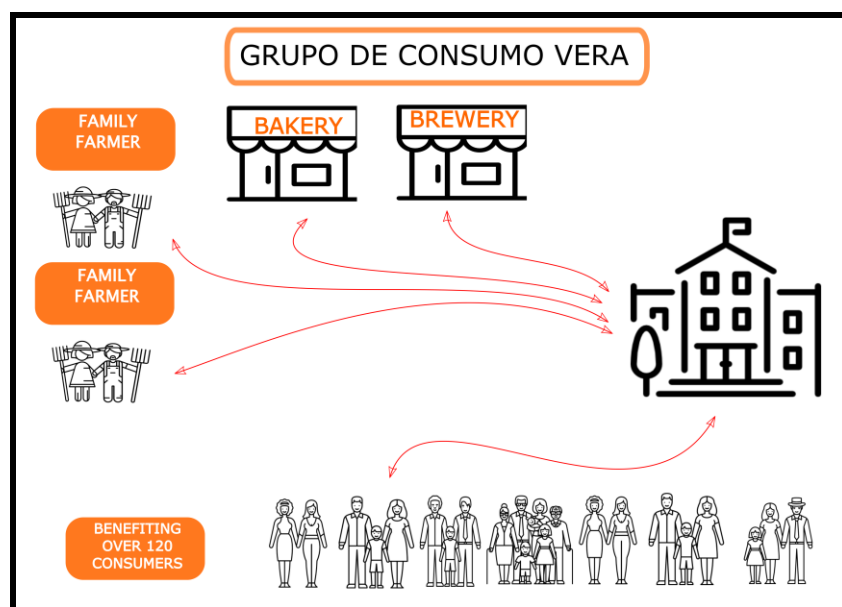 GRUPO DE CONSUMO VERA
FAMILY
FARMER
BAKERY
BREWERY
FAMILY
FARMER
BENEFITING
OVER 120
CONSUMERS